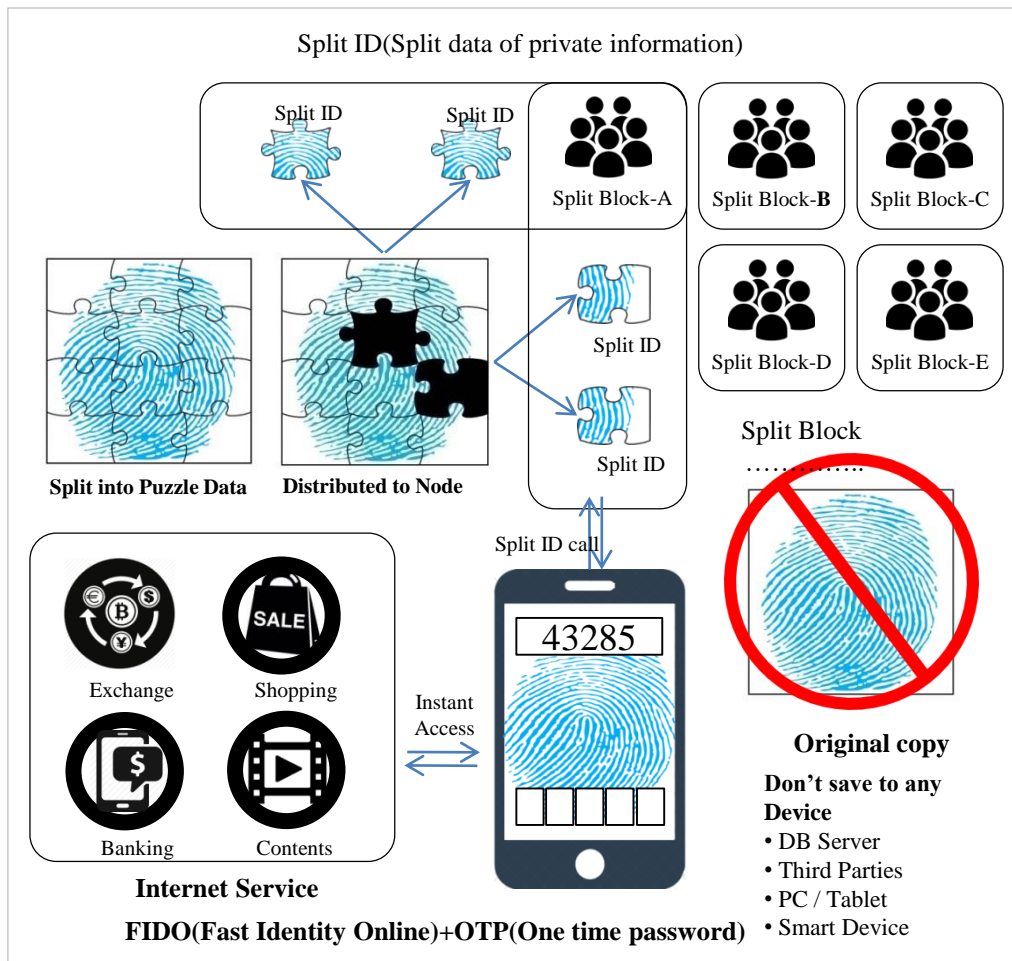 Split ID(Split data of private information)
Split ID
Split ID
Split Block-A
Split Block-B
Split Block-C
Split ID
Split Block-D
Split Block-E
Split ID
Split into Puzzle Data
Distributed to Node
Split Block
…………..
Split ID call
43285
SALE
Exchange
Shopping
Instant
Access
$
Banking
Contents
Internet Service
Original copy
Don’t save to any
Device
• DB Server
• Third Parties
• PC / Tablet
• Smart Device
FIDO(Fast Identity Online)+OTP(One time password)